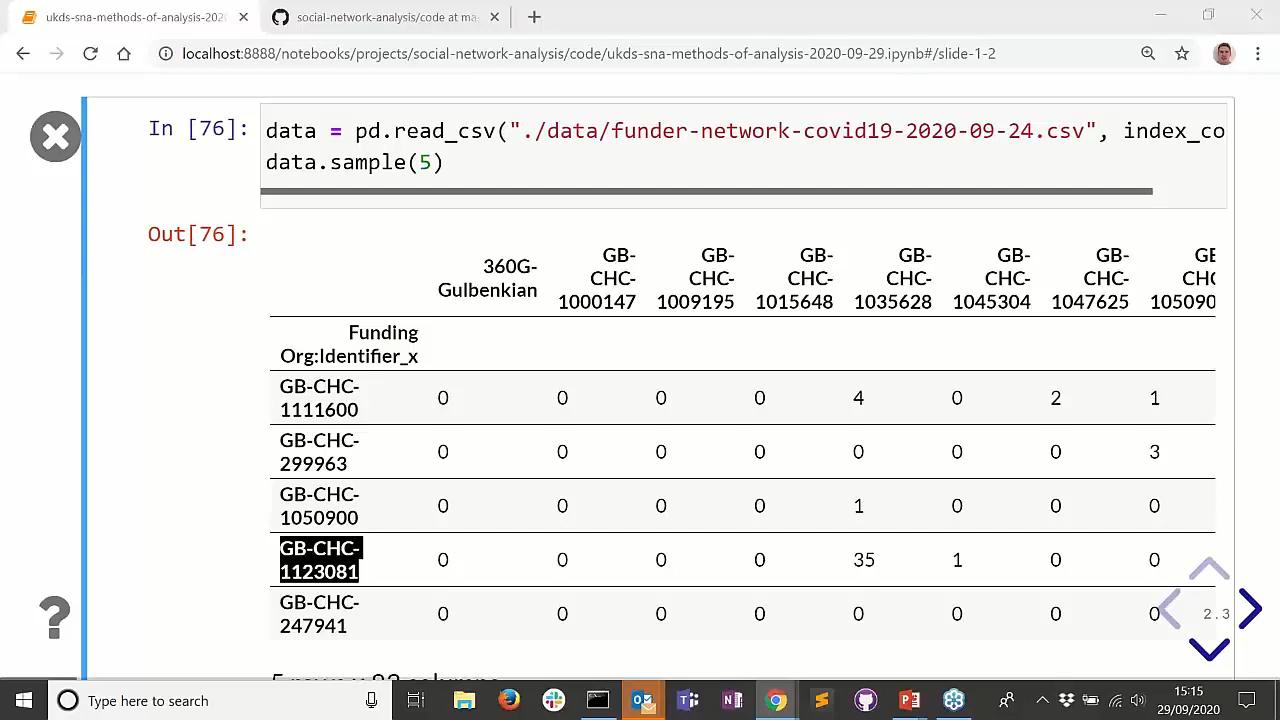 ukds-sna-methods-of-analysis-2020
social-network-analysis/code at ma
localhost:8888/notebooks/projects/social-network-analysis/code/ukds-sna-methods-of-analysis-2020-09-29.ipynb#/slide-1-2
In [76]: data = pd.read_csv("./data/funder-network-covid19-2020-09-24.csv", index_co
data.sample(5)
Out[76]:
360G-Gulbenkian GB-CHC-1000147 GB-CHC-1009195 GB-CHC-1015648 GB-CHC-1035628 GB-CHC-1045304 GB-CHC-1047625 GB-CHC-105090
Funding
Org:Identifier_x
GB-CHC-
1111600 0 0 0 0 4 0 2 1
GB-CHC-
299963 0 0 0 0 0 0 0 3
GB-CHC-
1050900 0 0 0 0 1 0 0 0
GB-CHC-
1123081 0 0 0 0 35 1 0 0
GB-CHC-
247941 0 0 0 0 0 0 0 0
2.3
?
Type here to search
15:15
29/09/2020